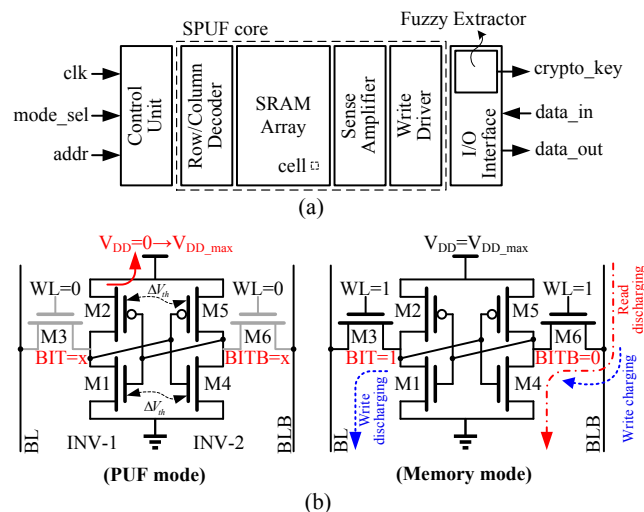 Fuzzy Extractor
SPUF core
clk
mode_sel
addr
Control
Unit
Row/Column
Decoder
SRAM
Array
cell
Sense
Amplifier
Write
Driver
I/O
Interface
crypto_key
data_in
data_out
(a)
V_DD=0→V_DD_max
WL=0
M2
ΔV_th
M5
WL=0
M3
M6
BIT=x
BITB=x
M1
ΔV_th
M4
BL
INV-1
INV-2
BLB
(PUF mode)
V_DD=V_DD_max
WL=1
M2
M5
WL=1
M3
M6
BIT=1
BITB=0
M1
M4
Write
discharging
Read
discharging
Write charging
BL
BLB
(Memory mode)
(b)